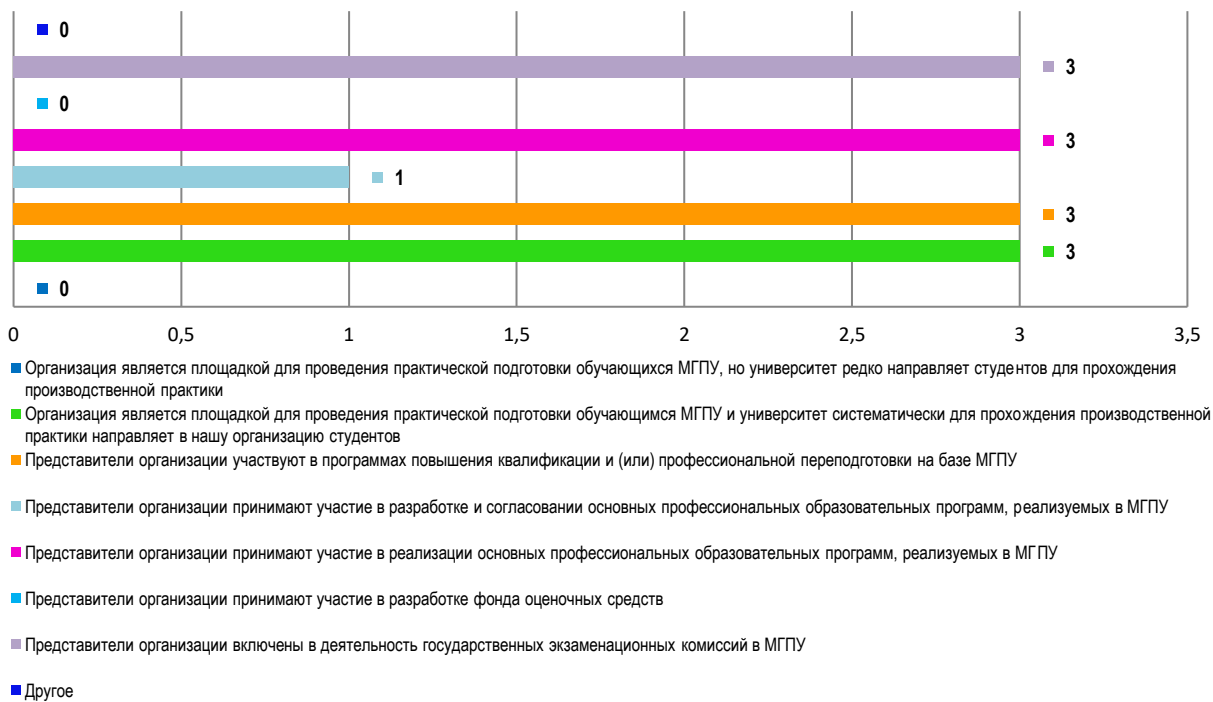 0
3
0
3
1
3
3
0
0 0,5 1 1,5 2 2,5 3 3,5
Организация является площадкой для проведения практической подготовки обучающихся МГПУ, но университет редко направляет студентов для прохождения
производственной практики
Организация является площадкой для проведения практической подготовки обучающимся МГПУ и университет систематически для прохождения производственной
практики направляет в нашу организацию студентов
Представители организации участвуют в программах повышения квалификации и (или) профессиональной переподготовки на базе МГПУ
Представители организации принимают участие в разработке и согласовании основных профессиональных образовательных программ, реализуемых в МГПУ
Представители организации принимают участие в реализации основных профессиональных образовательных программ, реализуемых в МГПУ
Представители организации принимают участие в разработке фонда оценочных средств
Представители организации включены в деятельность государственных экзаменационных комиссий в МГПУ
Другое